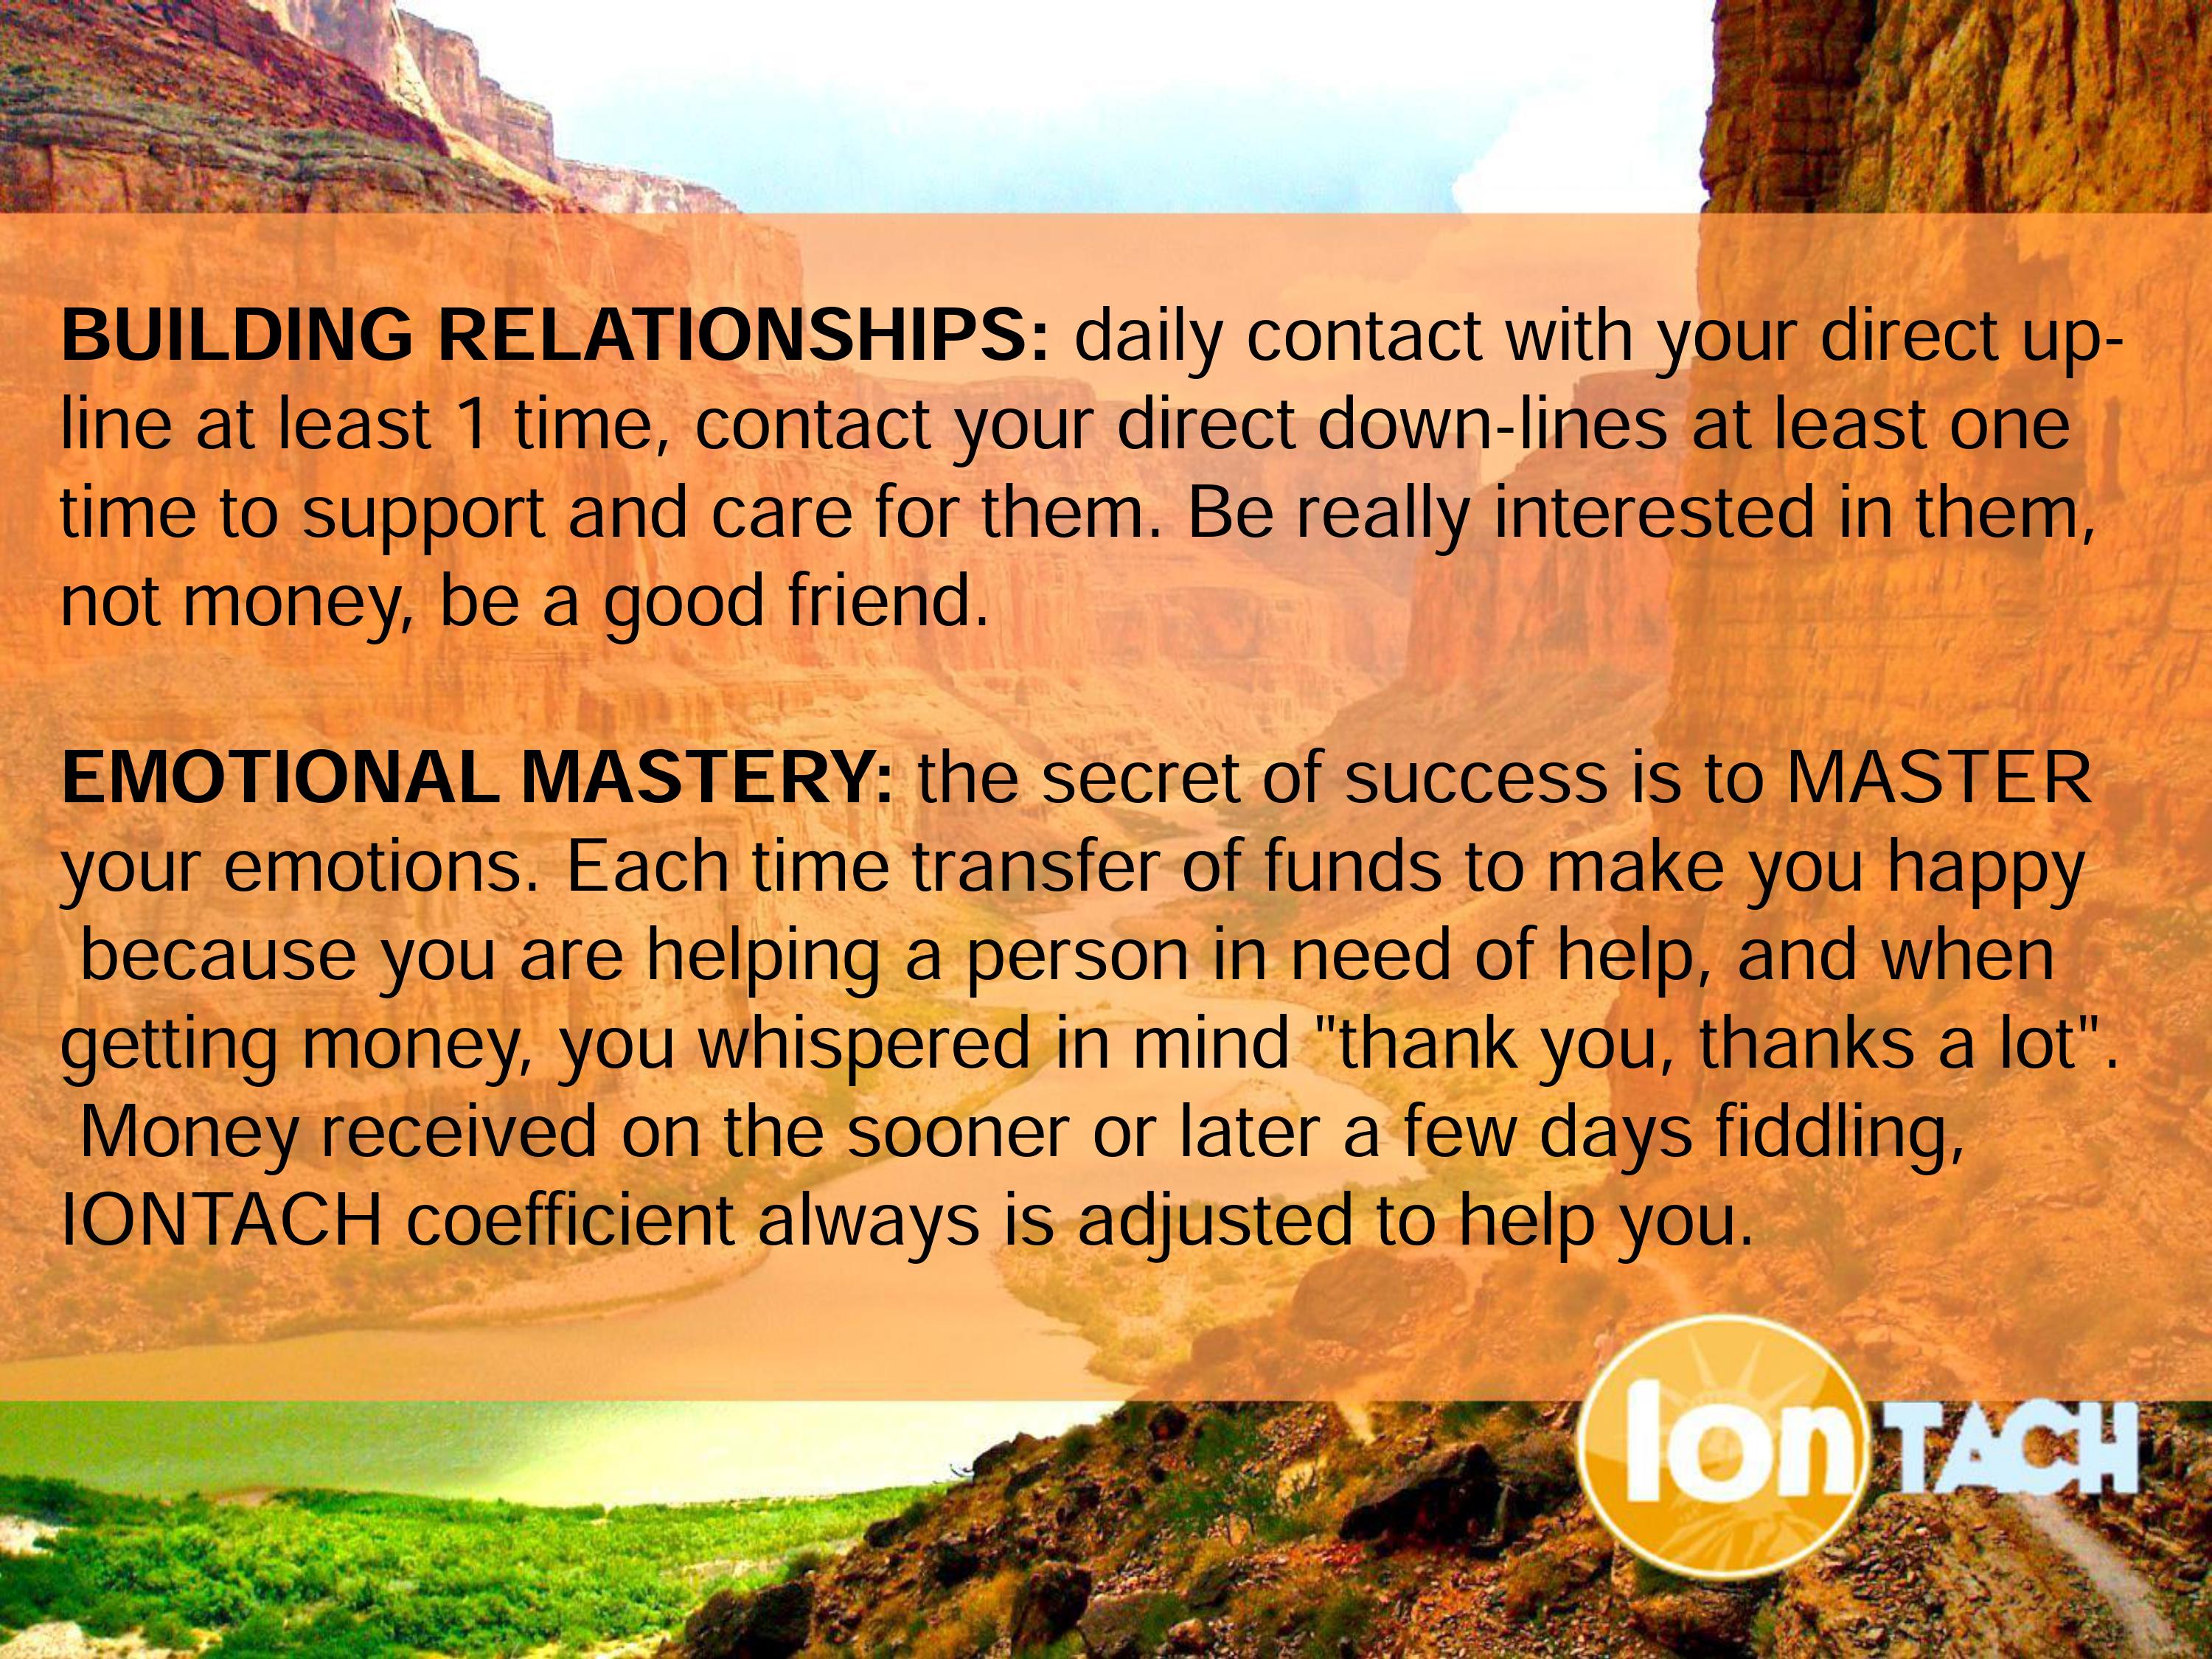 BUILDING RELATIONSHIPS: daily contact with your direct up-
line at least 1 time, contact your direct down-lines at least one
time to support and care for them. Be really interested in them,
not money, be a good friend.
EMOTIONAL MASTERY: the secret of success is to MASTER
your emotions. Each time transfer of funds to make you happy
because you are helping a person in need of help, and when
getting money, you whispered in mind "thank you, thanks a lot".
Money received on the sooner or later a few days fiddling,
IONTACH coefficient always is adjusted to help you.
Ion TACH